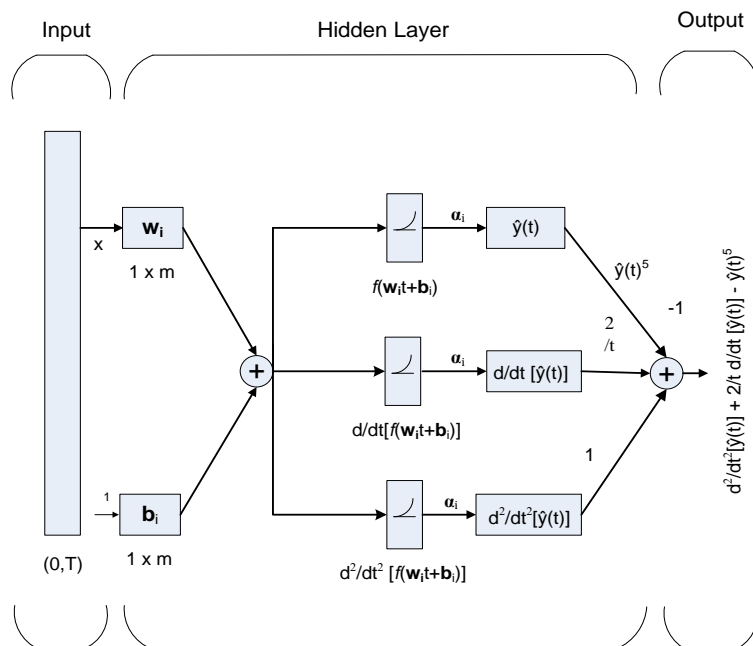 Input
Hidden Layer
Output
x
wᵢ
1 x m
1
bᵢ
1 x m
(0,T)
+
f(wᵢt+bᵢ)
αᵢ
ŷ(t)
ŷ(t)⁵
-1
d/dt[f(wᵢt+bᵢ)]
αᵢ
d/dt [ŷ(t)]
2
/t
d²/dt² [f(wᵢt+bᵢ)]
αᵢ
d²/dt²[ŷ(t)]
1
+
d²/dt²[ŷ(t)] + 2/t d/dt [ŷ(t)] - ŷ(t)⁵